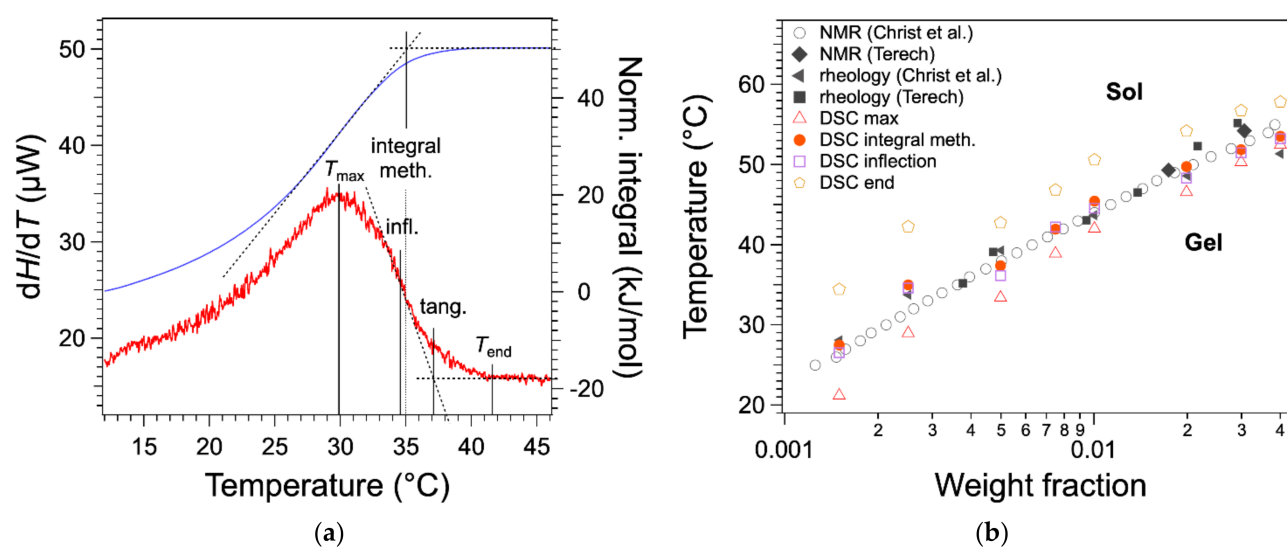 50
40
30
20
dH/dT (µW)
40
20
0
-20
Norm. integral (kJ/mol)
integral
meth.
Tmax
infl.
tang.
Tend
15
20
25
30
35
40
45
Temperature (°C)
(a)
NMR (Christ et al.)
NMR (Terech)
rheology (Christ et al.)
rheology (Terech)
DSC max
DSC integral meth.
DSC inflection
DSC end
Sol
Gel
60
50
40
30
20
Temperature (°C)
0.001
2
3
4
5
6
7
8
9
0.01
2
3
4
Weight fraction
(b)